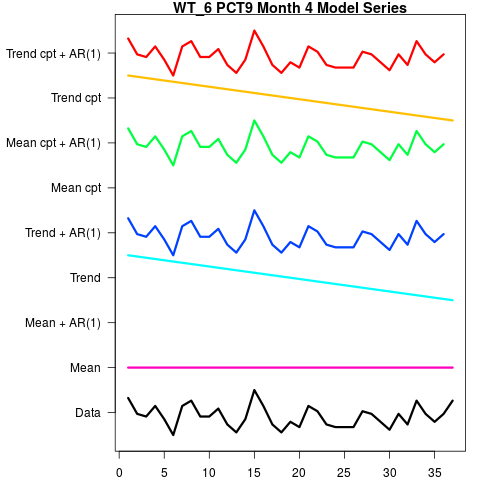 WT_6 PCT9 Month 4 Model Series
Trend cpt + AR(1)
Trend cpt
Mean cpt + AR(1)
Mean cpt
Trend + AR(1)
Trend
Mean + AR(1)
Mean
Data
0 5 10 15 20 25 30 35